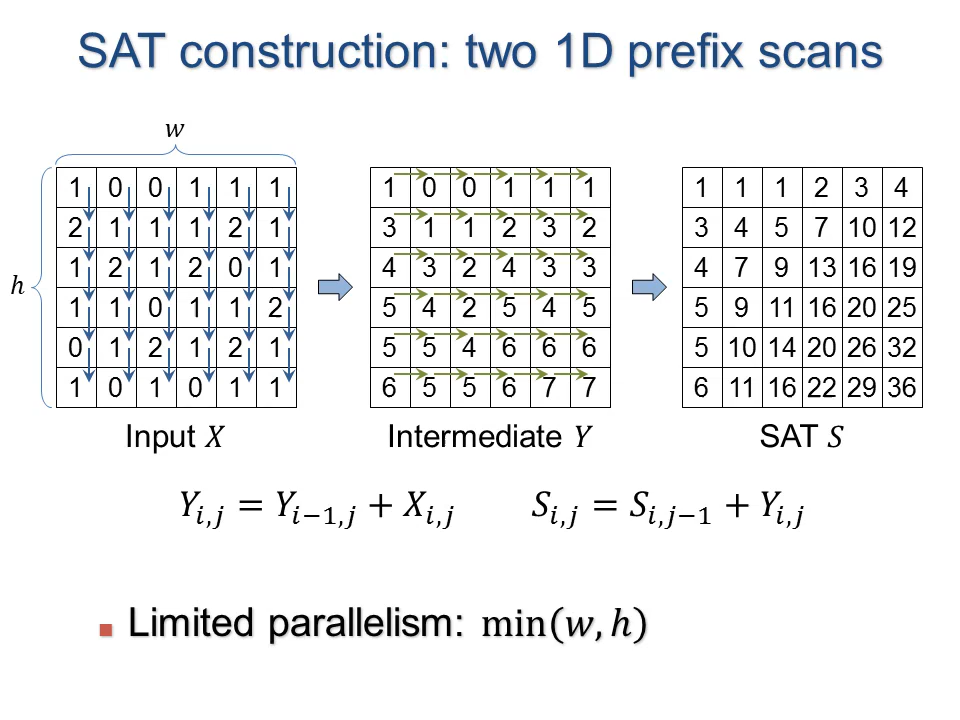 SAT construction: two 1D prefix scans
w
h
1 0 0 1 1 1
2 1 1 1 2 1
1 2 1 2 0 1
1 1 0 1 1 2
0 1 2 1 2 1
1 0 1 0 1 1
Input X
1 0 0 1 1 1
3 1 1 2 3 2
4 3 2 4 3 3
5 4 2 5 4 5
5 5 4 6 6 6
6 5 5 6 7 7
Intermediate Y
1 1 1 2 3 4
3 4 5 7 10 12
4 7 9 13 16 19
5 9 11 16 20 25
5 10 14 20 26 32
6 11 16 22 29 36
SAT S
Y_{i,j} = Y_{i−1,j} + X_{i,j} S_{i,j} = S_{i,j−1} + Y_{i,j}
■ Limited parallelism: min(w, h)